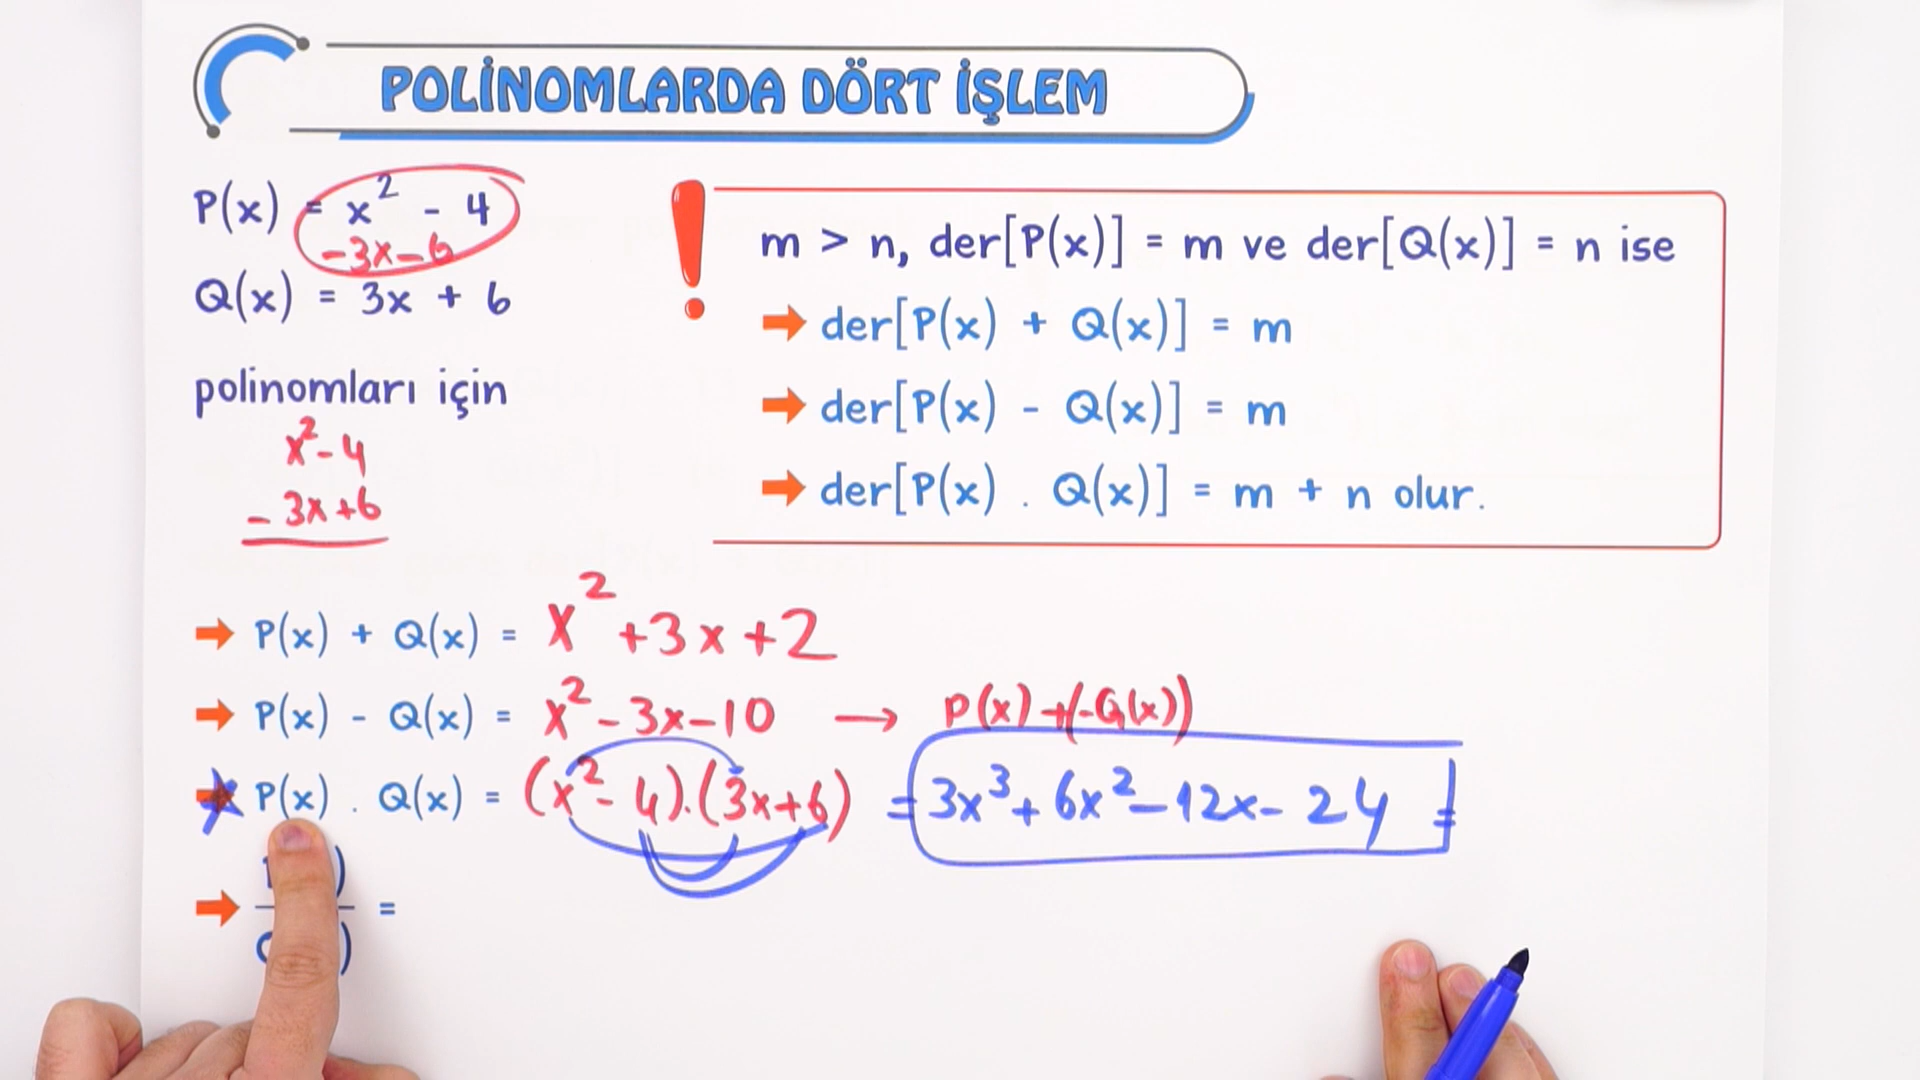 POLİNOMLARDA DÖRT İŞLEM
P(x) = x² - 4
-3x-6
Q(x) = 3x + 6
polinomları için
x²-4
- 3x+6
!
m > n, der[P(x)] = m ve der[Q(x)] = n ise
der[P(x) + Q(x)] = m
der[P(x) - Q(x)] = m
der[P(x) . Q(x)] = m + n olur.
P(x) + Q(x) = x²+3x+2
P(x) - Q(x) = x²-3x-10 → P(x)+(-Q(x))
P(x) . Q(x) = (x²-4).(3x+6) = 3x³+6x²-12x-24 =
=